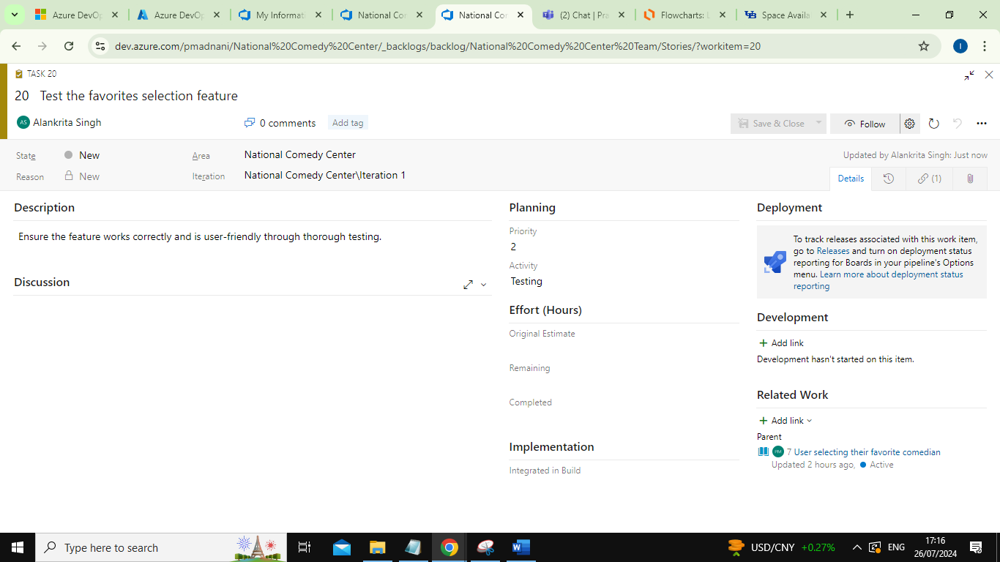 Azure DevOp
Azure DevOp
My Informati
National Co
National Co
(2) Chat | Pra
Flowcharts: L
Space Availa
dev.azure.com/pmadnani/National%20Comedy%20Center/_backlogs/backlog/National%20Comedy%20Center%20Team/Stories/?workitem=20
I
TASK 20
20 Test the favorites selection feature
AS Alankrita Singh
0 comments
Add tag
Save & Close
Follow
State
New
Area
National Comedy Center
Updated by Alankrita Singh: Just now
Reason
New
Iteration
National Comedy Center\Iteration 1
Details
(1)
Description
Ensure the feature works correctly and is user-friendly through thorough testing.
Discussion
Planning
Priority
2
Activity
Testing
Effort (Hours)
Original Estimate
Remaining
Completed
Implementation
Integrated in Build
Deployment
To track releases associated with this work item,
go to Releases and turn on deployment status
reporting for Boards in your pipeline's Options
menu. Learn more about deployment status
reporting
Development
Add link
Development hasn't started on this item.
Related Work
Add link
Parent
PM 7 User selecting their favorite comedian
Updated 2 hours ago, Active
Type here to search
USD/CNY +0.27%
ENG
17:16
26/07/2024